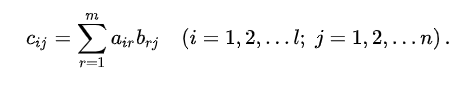 c_{ij} = \sum_{r=1}^{m} a_{ir} b_{rj} \quad (i = 1, 2, \ldots l; \; j = 1, 2, \ldots n) \, .